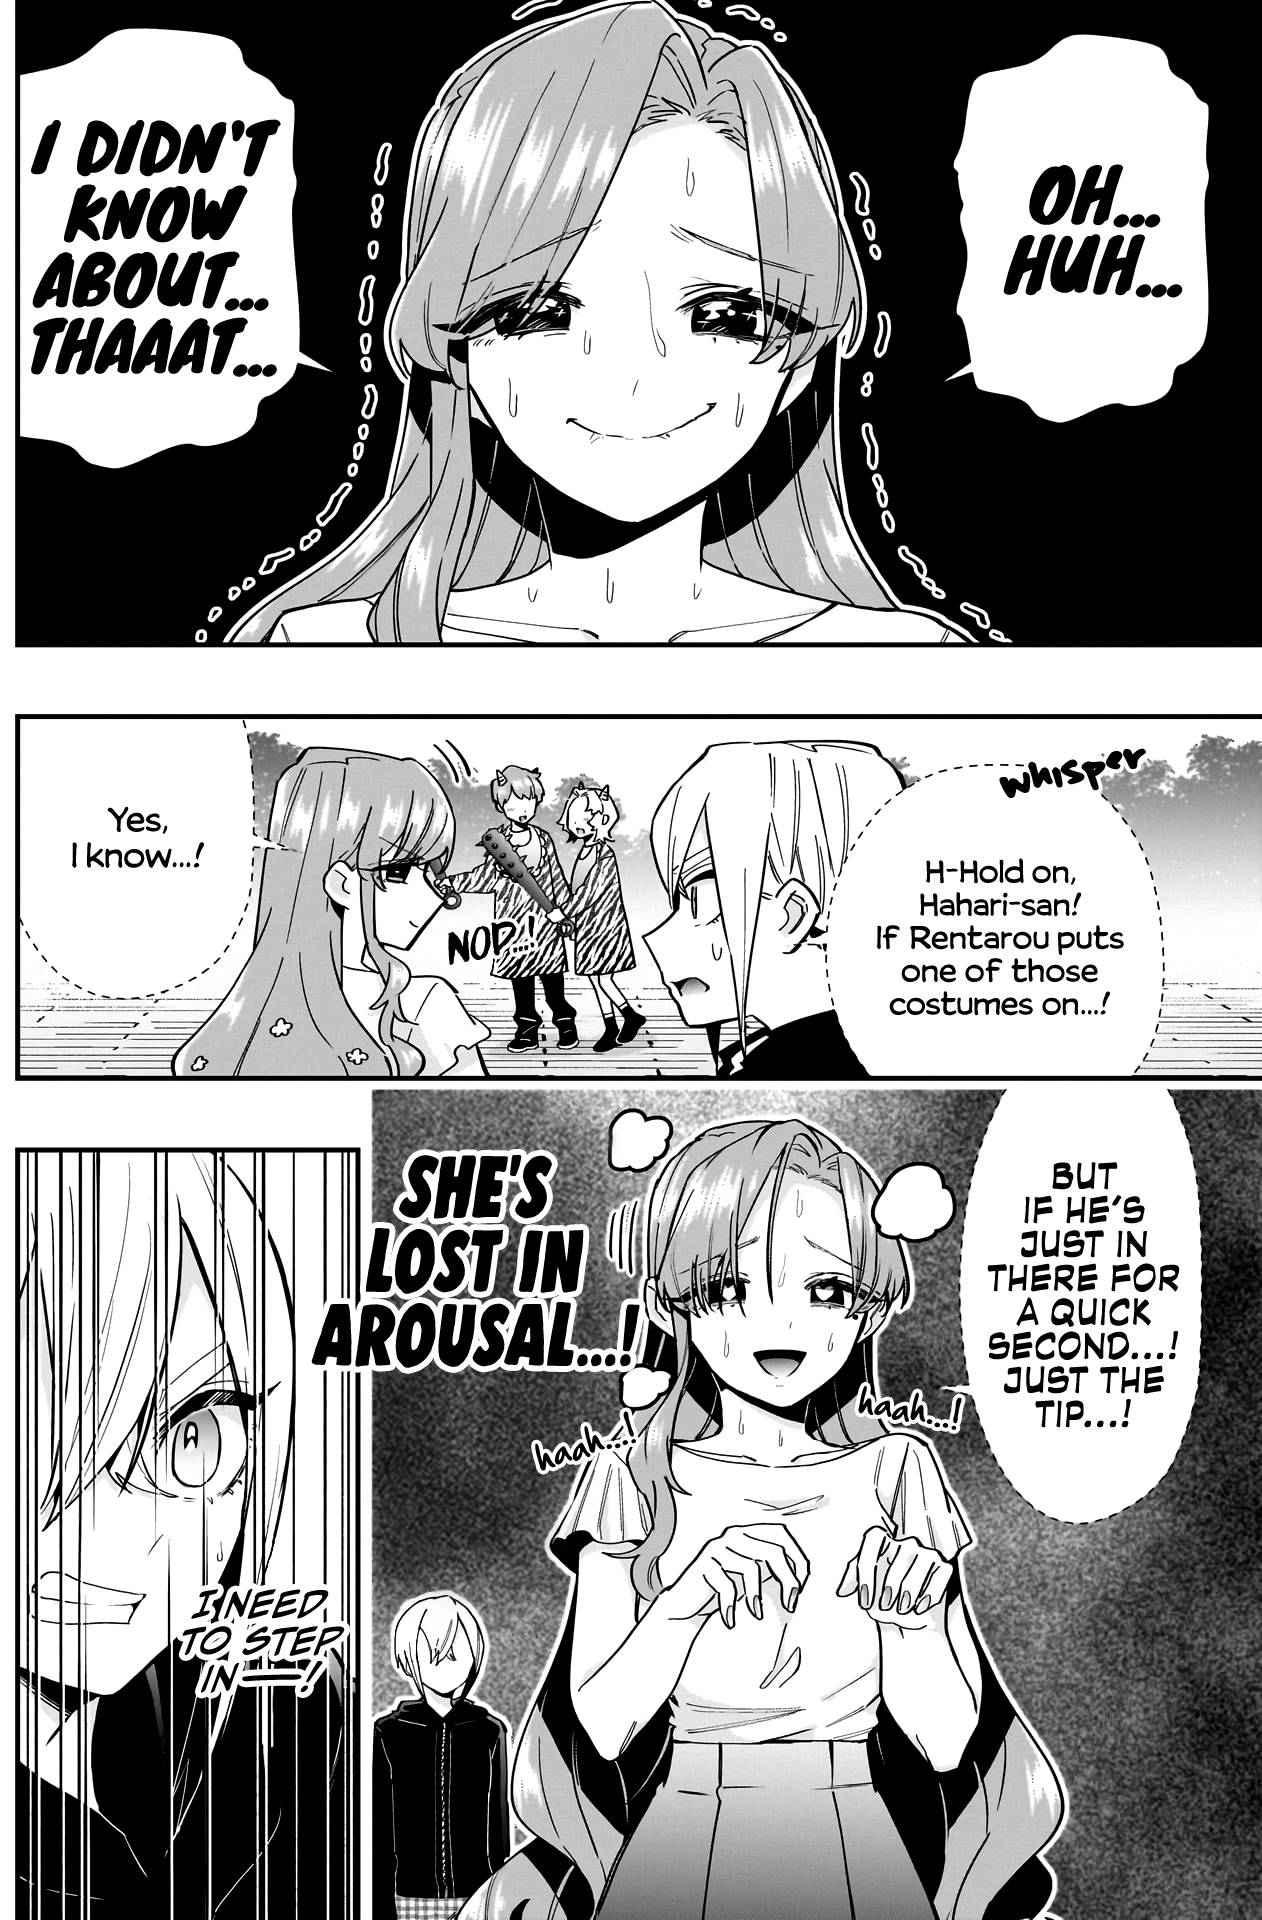 OH...
HUH...
I DIDN'T
KNOW
ABOUT...
THAAAT...
whisper
H-Hold on,
Hahari-san!
If Rentarou puts
one of those
costumes on...!
NOD...!
Yes,
I know...!
BUT
IF HE'S
JUST IN
THERE FOR
A QUICK
SECOND...!
JUST THE
TIP...!
haah...!
haah...!
SHE'S
LOST IN
AROUSAL...!
I NEED
TO STEP
IN—!